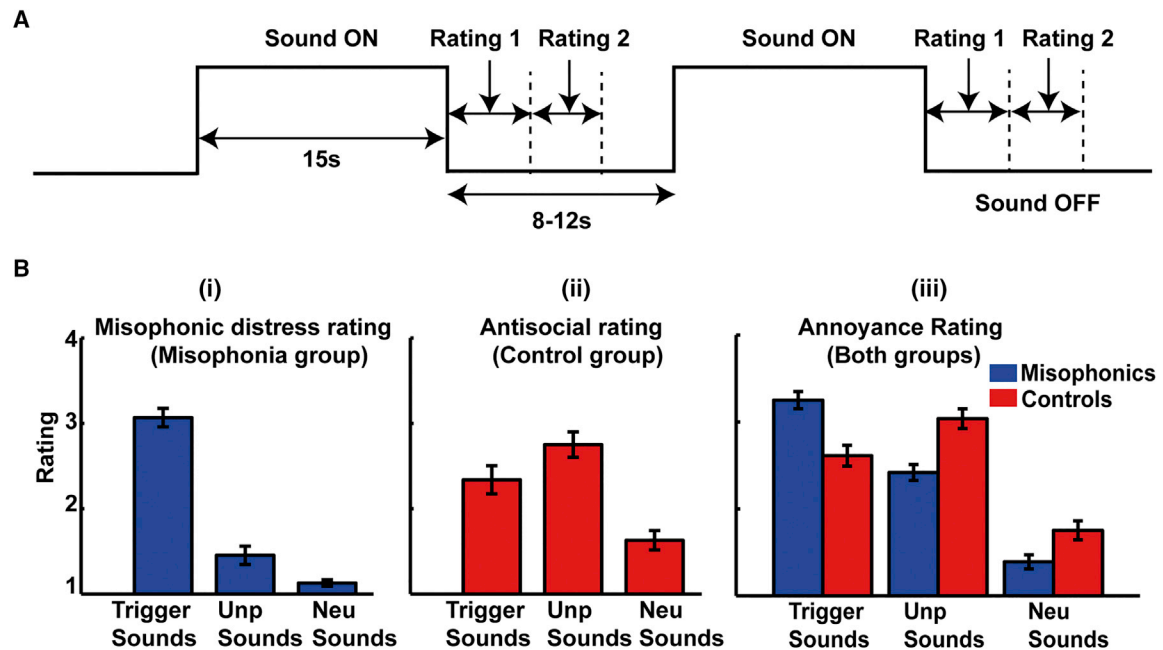 A
Sound ON
Rating 1
Rating 2
Sound ON
Rating 1
Rating 2
15s
8-12s
Sound OFF
B
(i)
(ii)
(iii)
Misophonic distress rating
(Misophonia group)
Antisocial rating
(Control group)
Annoyance Rating
(Both groups)
Misophonics
Controls
Rating
4
3
2
1
Trigger Sounds
Unp Sounds
Neu Sounds
Trigger Sounds
Unp Sounds
Neu Sounds
Trigger Sounds
Unp Sounds
Neu Sounds